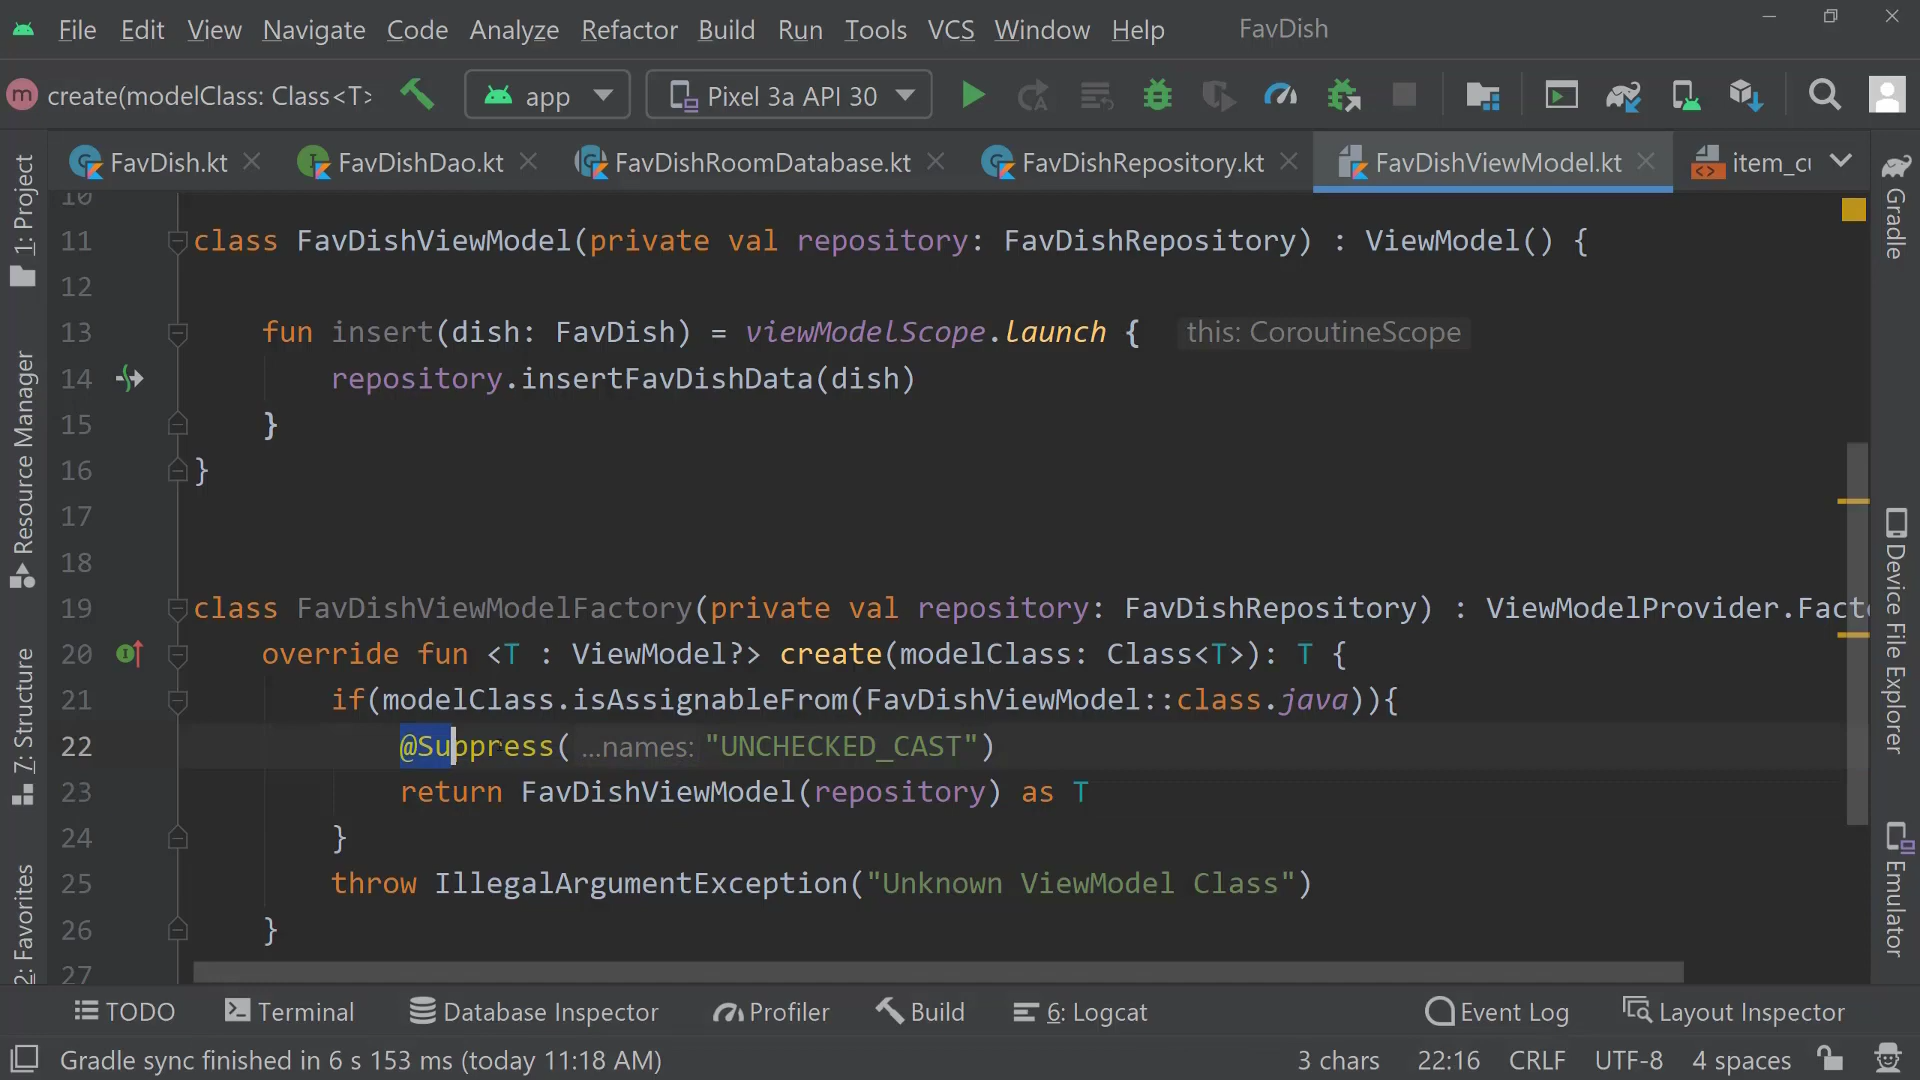 File Edit View Navigate Code Analyze Refactor Build Run Tools VCS Window Help FavDish
m create(modelClass: Class<T> app Pixel 3a API 30
FavDish.kt FavDishDao.kt FavDishRoomDatabase.kt FavDishRepository.kt FavDishViewModel.kt item_cu
1: Project
Resource Manager
7: Structure
2: Favorites
10
11 class FavDishViewModel(private val repository: FavDishRepository) : ViewModel() {
12
13 fun insert(dish: FavDish) = viewModelScope.launch { this: CoroutineScope
14 repository.insertFavDishData(dish)
15 }
16 }
17
18
19 class FavDishViewModelFactory(private val repository: FavDishRepository) : ViewModelProvider.Facto
20 override fun <T : ViewModel?> create(modelClass: Class<T>): T {
21 if(modelClass.isAssignableFrom(FavDishViewModel::class.java)){
22 @Suppress( ...names: "UNCHECKED_CAST")
23 return FavDishViewModel(repository) as T
24 }
25 throw IllegalArgumentException("Unknown ViewModel Class")
26 }
27
Gradle
Device File Explorer
Emulator
TODO Terminal Database Inspector Profiler Build 6: Logcat Event Log Layout Inspector
Gradle sync finished in 6 s 153 ms (today 11:18 AM) 3 chars 22:16 CRLF UTF-8 4 spaces